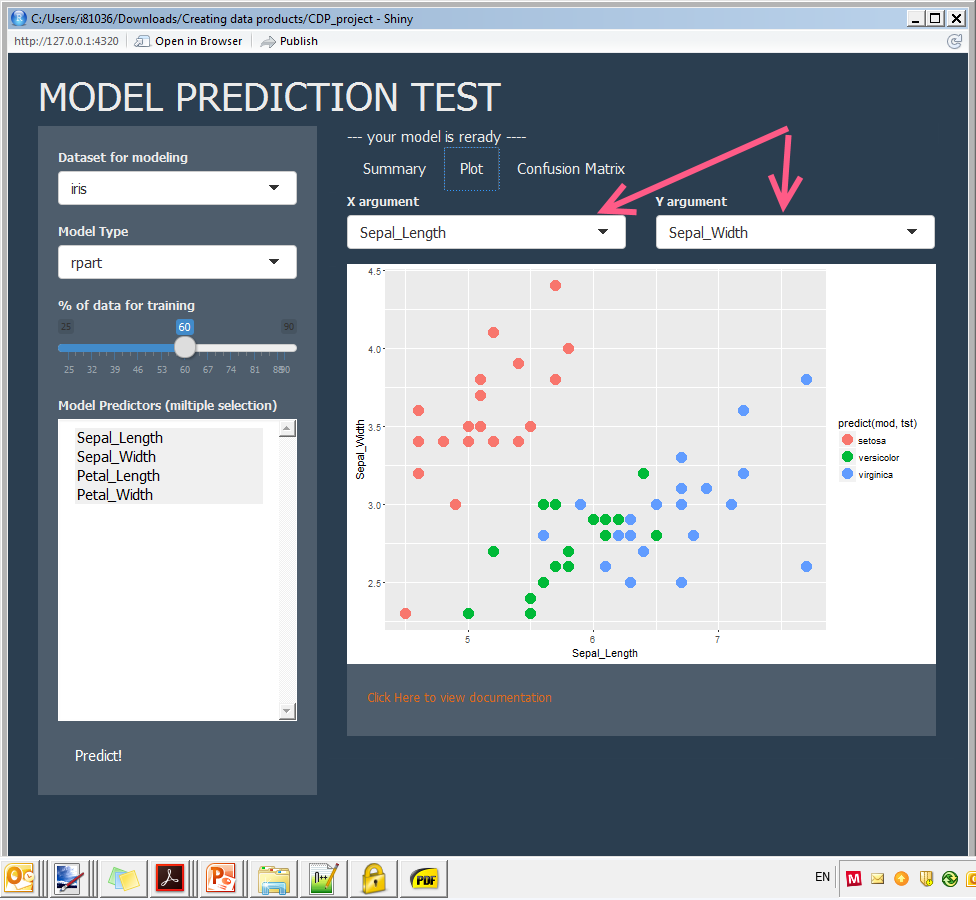 C:/Users/i81036/Downloads/Creating data products/CDP_project - Shiny
http://127.0.0.1:4320 Open in Browser Publish
MODEL PREDICTION TEST
Dataset for modeling
iris
Model Type
rpart
% of data for training
25 60 90
25 32 39 46 53 60 67 74 81 88 90
Model Predictors (miltiple selection)
Sepal_Length
Sepal_Width
Petal_Length
Petal_Width
Predict!
--- your model is rerady ----
Summary Plot Confusion Matrix
X argument Y argument
Sepal_Length Sepal_Width
4.5
4.0
3.5
3.0
2.5
Sepal_Width
5 6 7
Sepal_Length
predict(mod, tst)
setosa
versicolor
virginica
Click Here to view documentation
n++ PDF
EN